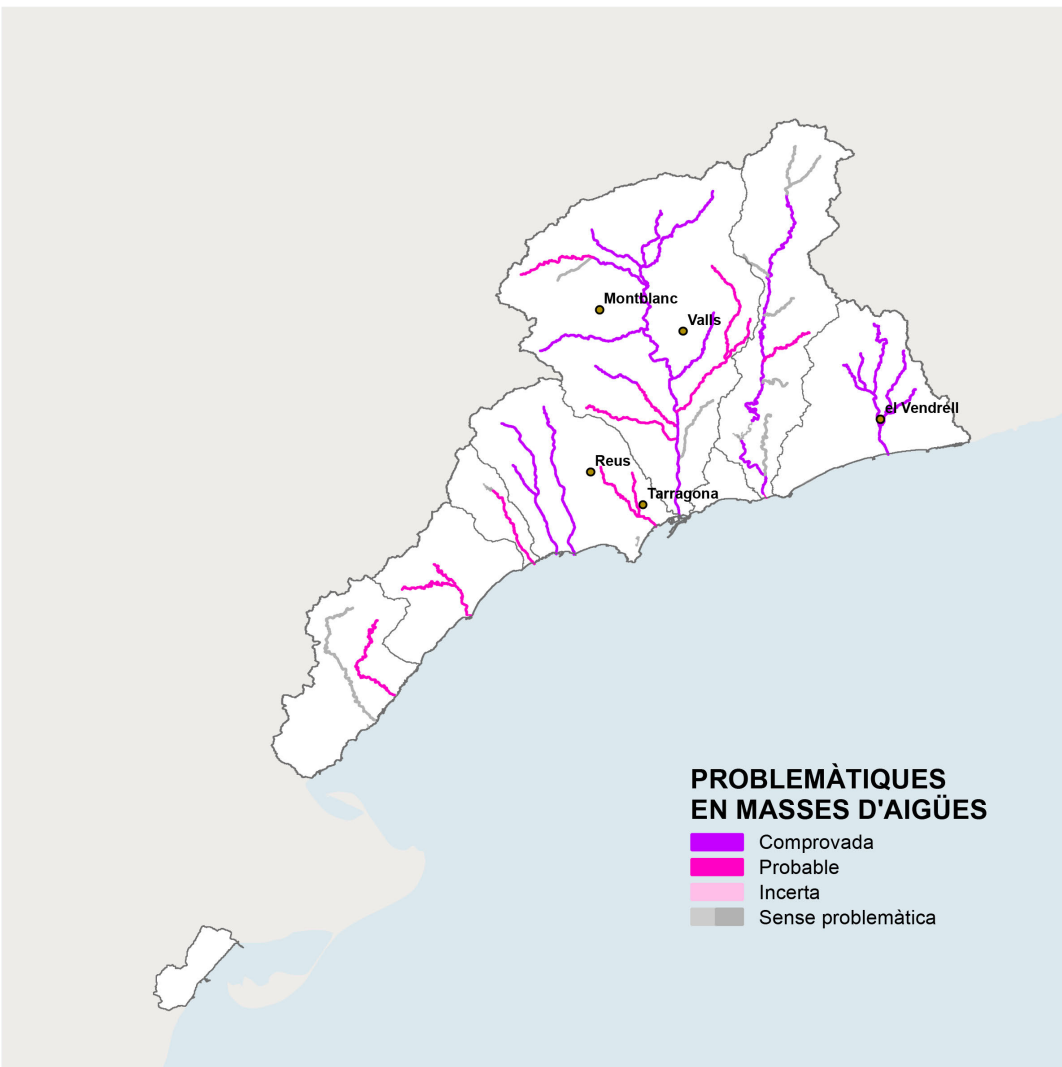 Montblanc
Valls
el Vendrell
Reus
Tarragona
PROBLEMÀTIQUES
EN MASSES D'AIGÜES
Comprovada
Probable
Incerta
Sense problemàtica